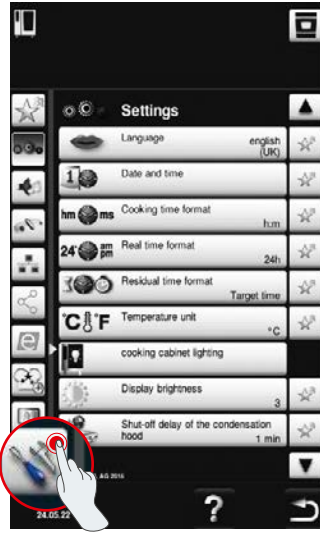 Settings
Language
english
(UK)
1
Date and time
hm ms
Cooking time format
h:m
24 am
pm
Real time format
24h
Residual time format
Target time
°C °F
Temperature unit
°C
cooking cabinet lighting
Display brightness
3
Shut-off delay of the condensation
hood
1 min
AG 2016
24.05.22
?